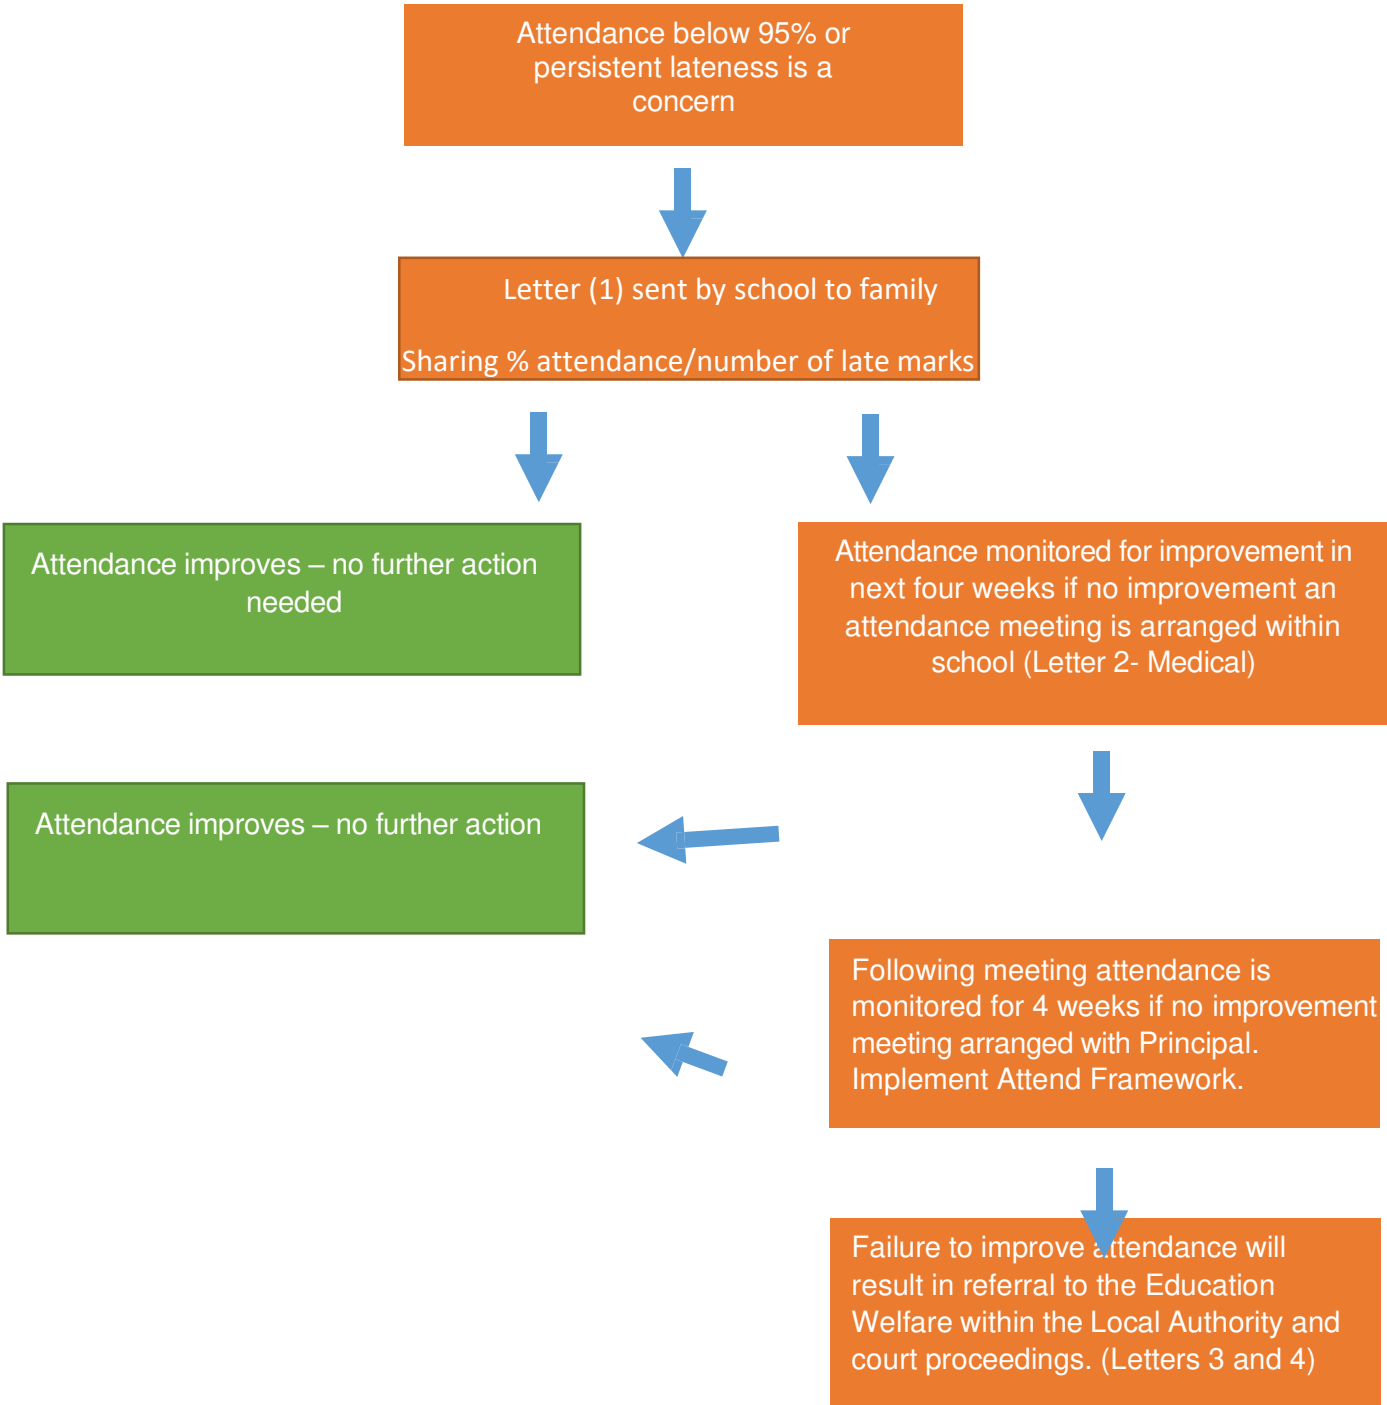 Attendance below 95% or
persistent lateness is a
concern
Letter (1) sent by school to family
Sharing % attendance/number of late marks
Attendance improves – no further action
needed
Attendance monitored for improvement in
next four weeks if no improvement an
attendance meeting is arranged within
school (Letter 2- Medical)
Attendance improves – no further action
Following meeting attendance is
monitored for 4 weeks if no improvement
meeting arranged with Principal.
Implement Attend Framework.
Failure to improve attendance will
result in referral to the Education
Welfare within the Local Authority and
court proceedings. (Letters 3 and 4)